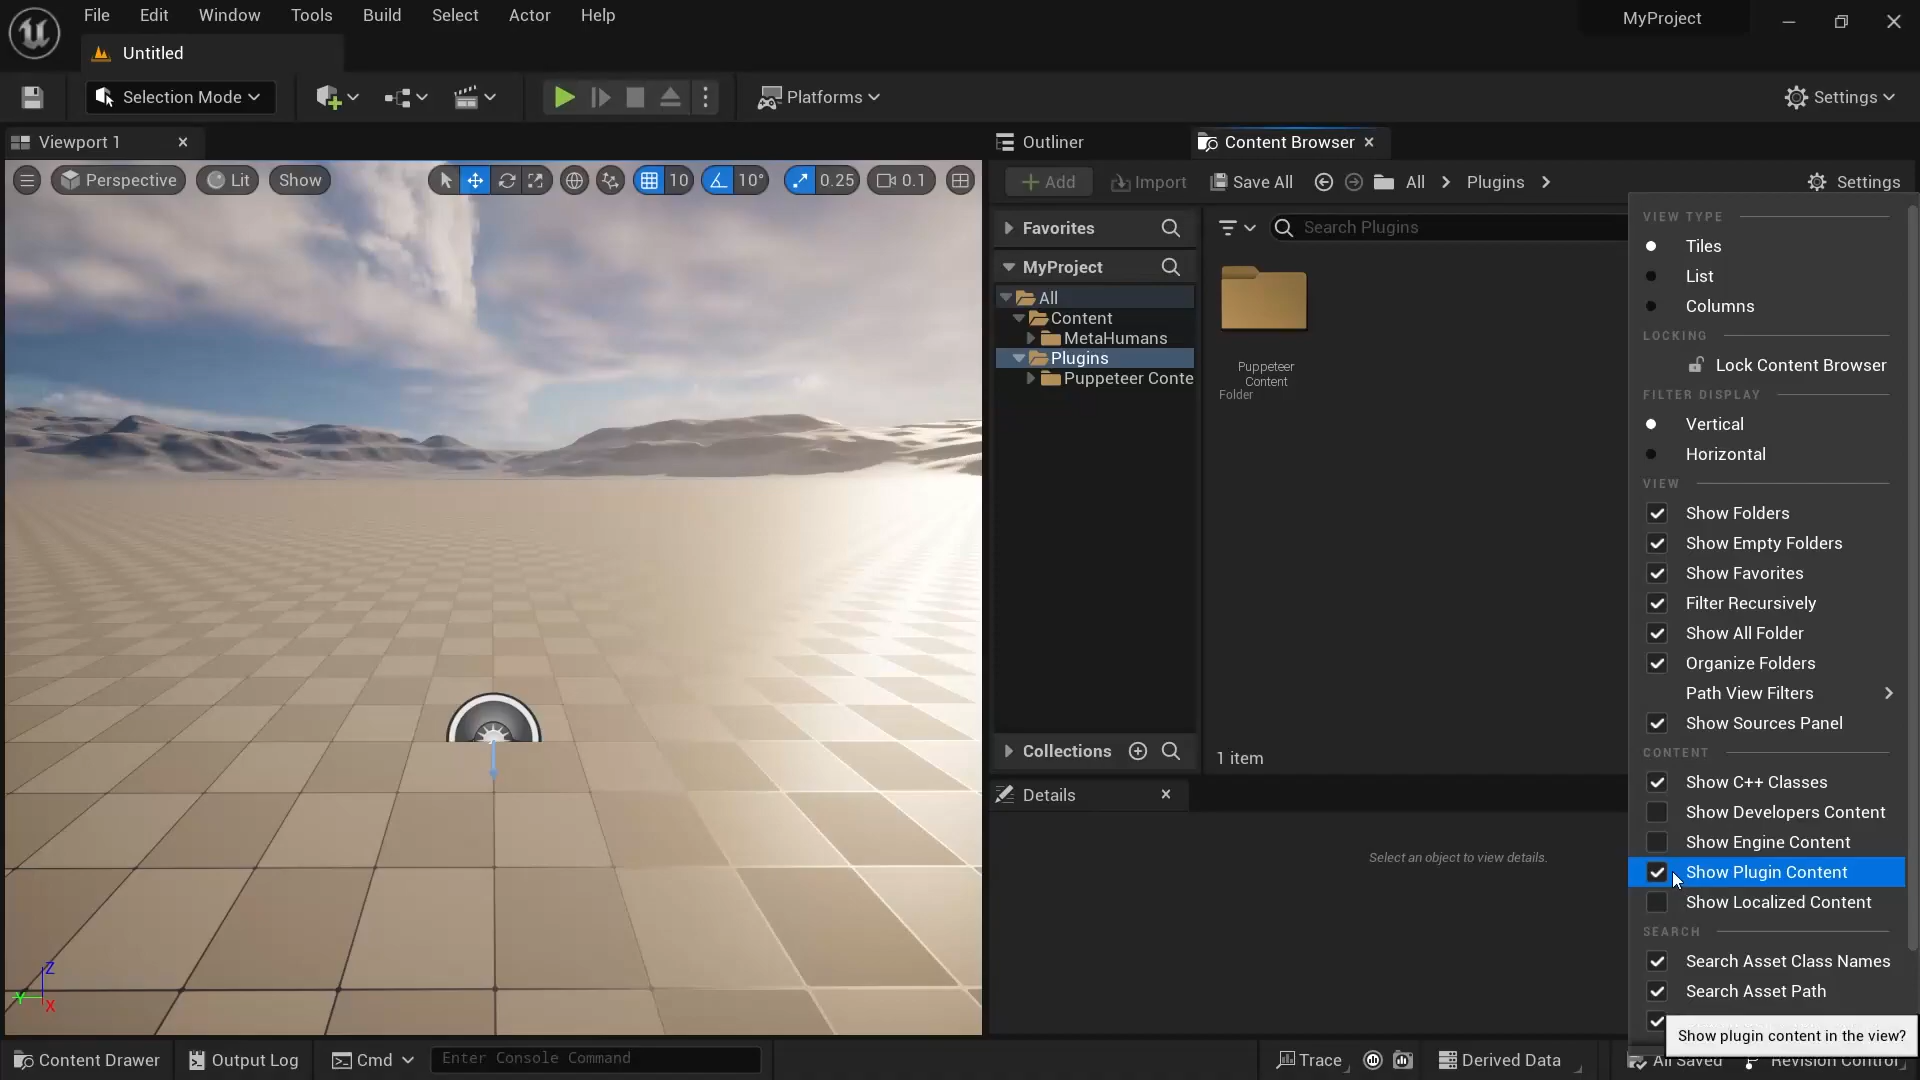 File Edit Window Tools Build Select Actor Help
MyProject
Untitled
Selection Mode
Platforms
Settings
Viewport 1
Outliner
Content Browser
Perspective
Lit
Show
10
10°
0.25
0.1
Add
Import
Save All
All
Plugins
Settings
Favorites
MyProject
All
Content
MetaHumans
Plugins
Puppeteer Conte
Search Plugins
Puppeteer
Content
Folder
Collections
1 item
VIEW TYPE
Tiles
List
Columns
LOCKING
Lock Content Browser
FILTER DISPLAY
Vertical
Horizontal
VIEW
Show Folders
Show Empty Folders
Show Favorites
Filter Recursively
Show All Folder
Organize Folders
Path View Filters
Show Sources Panel
CONTENT
Show C++ Classes
Show Developers Content
Show Engine Content
Show Plugin Content
Show Localized Content
SEARCH
Search Asset Class Names
Search Asset Path
Show plugin content in the view?
Details
Select an object to view details.
Z
Y
X
Content Drawer
Output Log
Cmd
Enter Console Command
Trace
Derived Data
All Saved
Revision Control